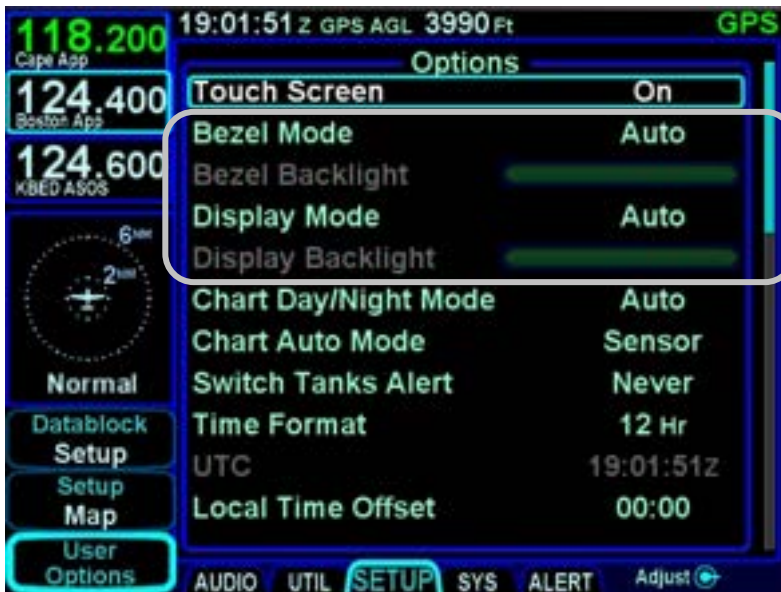 118.200
Cape App
124.400
Boston App
124.600
KBED ASOS
6NM
2NM
Normal
Datablock
Setup
Setup
Map
User
Options
19:01:51 Z GPS AGL 3990 Ft GPS
Options
Touch Screen On
Bezel Mode Auto
Bezel Backlight
Display Mode Auto
Display Backlight
Chart Day/Night Mode Auto
Chart Auto Mode Sensor
Switch Tanks Alert Never
Time Format 12 Hr
UTC 19:01:51Z
Local Time Offset 00:00
AUDIO UTIL SETUP SYS ALERT Adjust